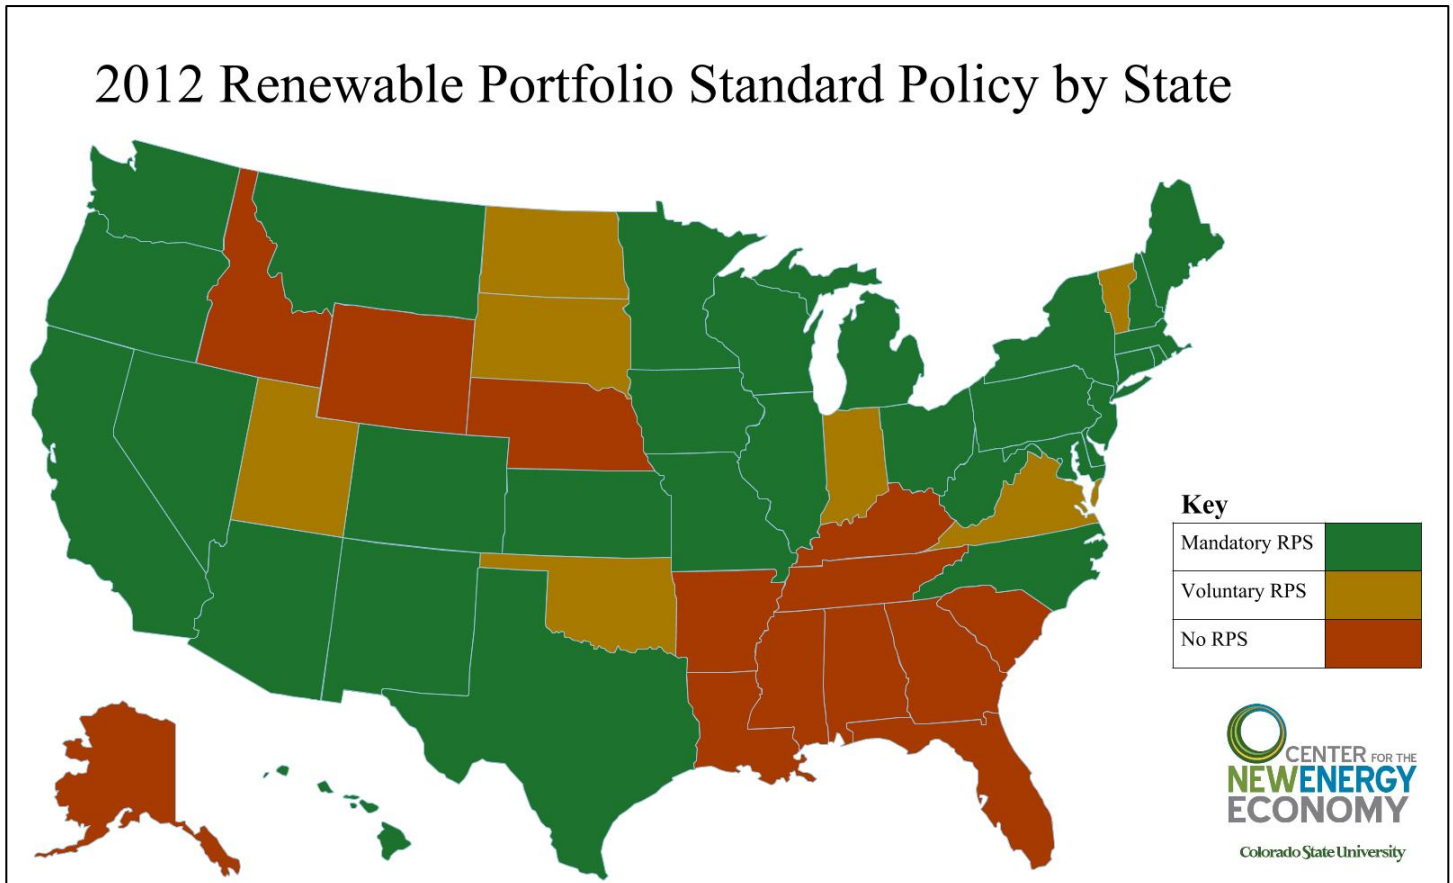 2012 Renewable Portfolio Standard Policy by State
Key
Mandatory RPS
Voluntary RPS
No RPS
CENTER FOR THE
NEWENERGY
ECONOMY
Colorado State University